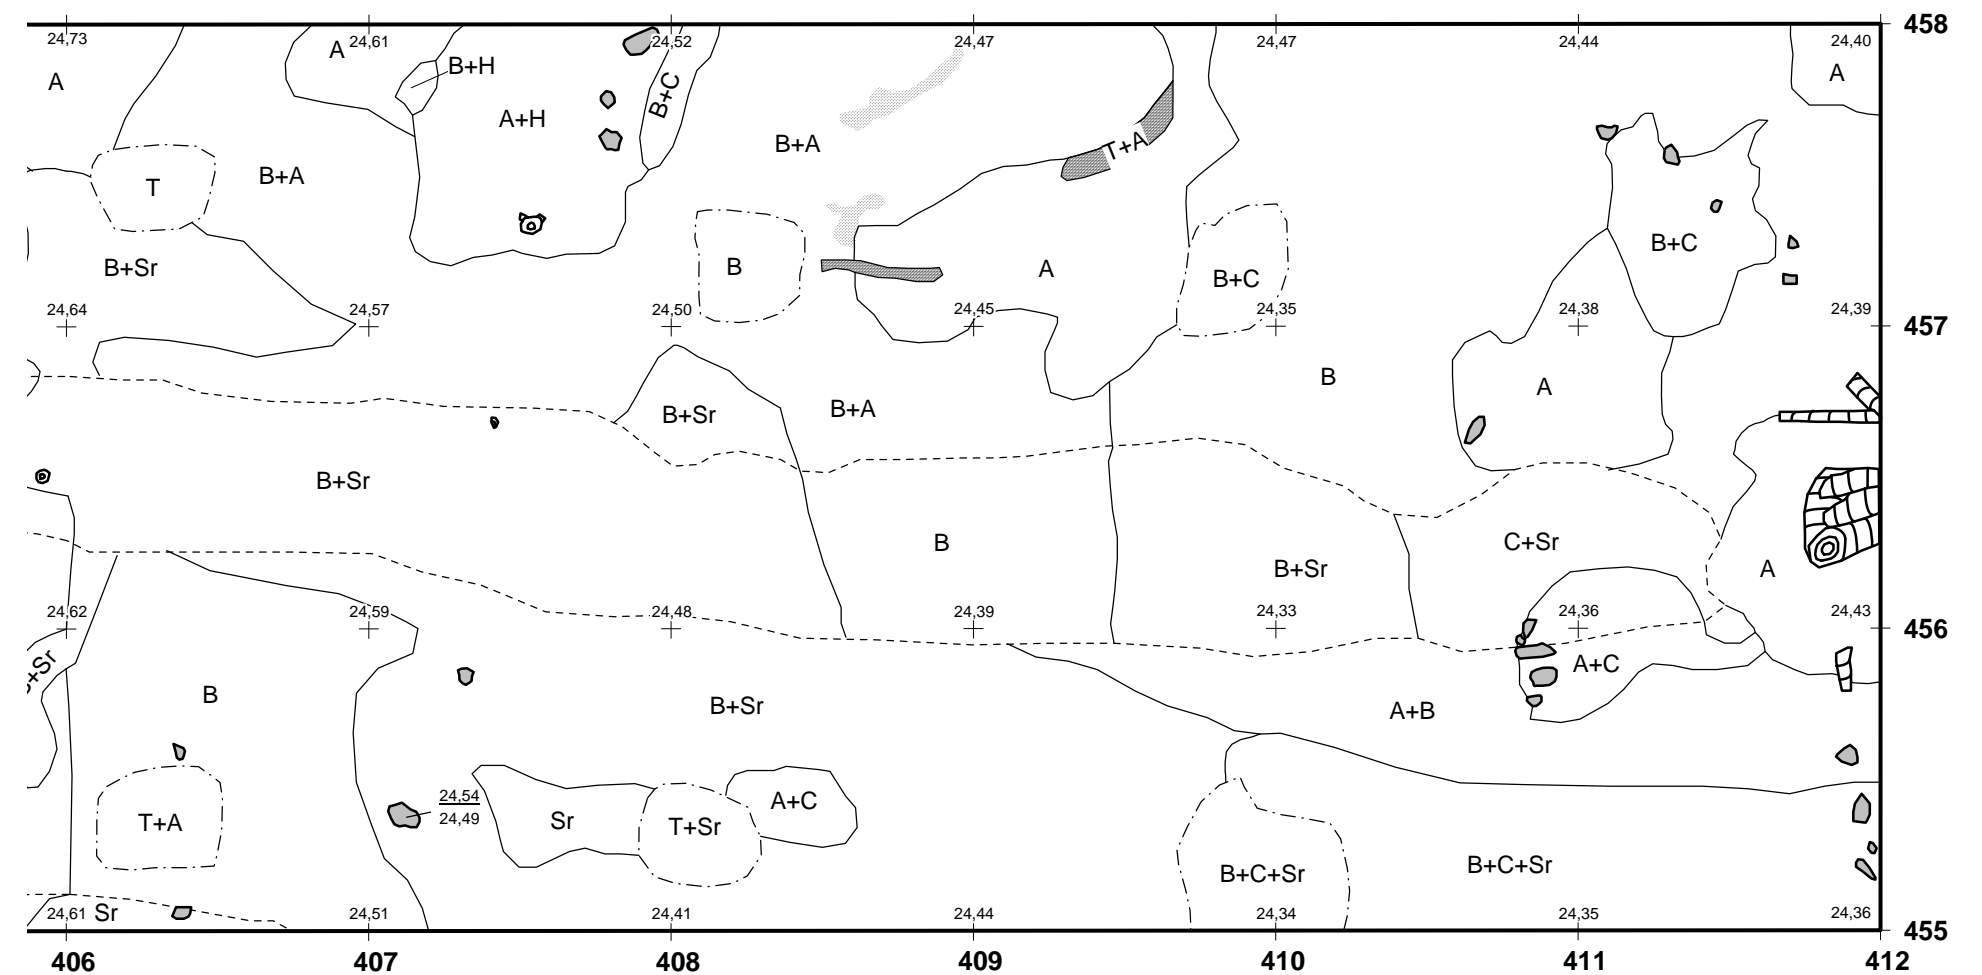 24,73 24,61 24,52 24,47 24,47 24,44 24,40 458
A A B+H B+C A
A+H B+A T+A
T B+A
B+Sr B A B+C B+C
24,64 24,57 24,50 24,45 24,35 24,38 24,39 457
B+Sr B+A B A
B+Sr B B+Sr C+Sr A
24,62 24,59 24,48 24,39 24,33 24,36 24,43 456
+Sr B B+Sr A+B A+C
24,54
24,49
T+A Sr T+Sr A+C
B+C+Sr B+C+Sr
24,61 Sr 24,51 24,41 24,44 24,34 24,35 24,36 455
406 407 408 409 410 411 412